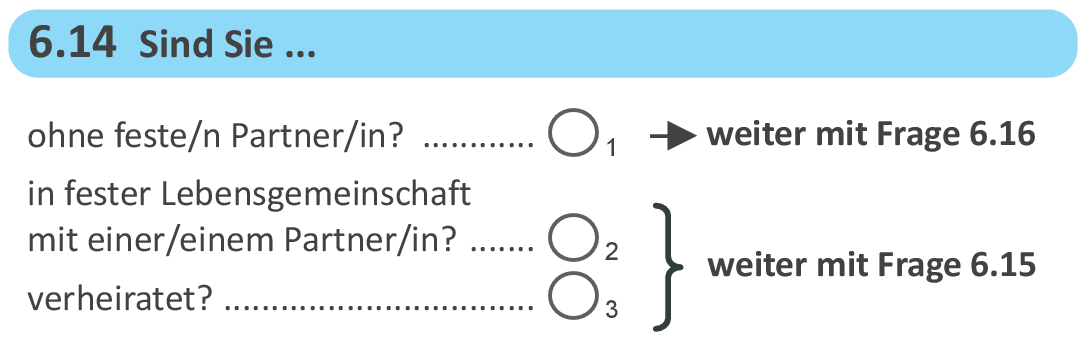 6.14 Sind Sie ...
ohne feste/n Partner/in? ............ 1 weiter mit Frage 6.16
in fester Lebensgemeinschaft
mit einer/einem Partner/in? ....... 2
weiter mit Frage 6.15
verheiratet? ................................. 3